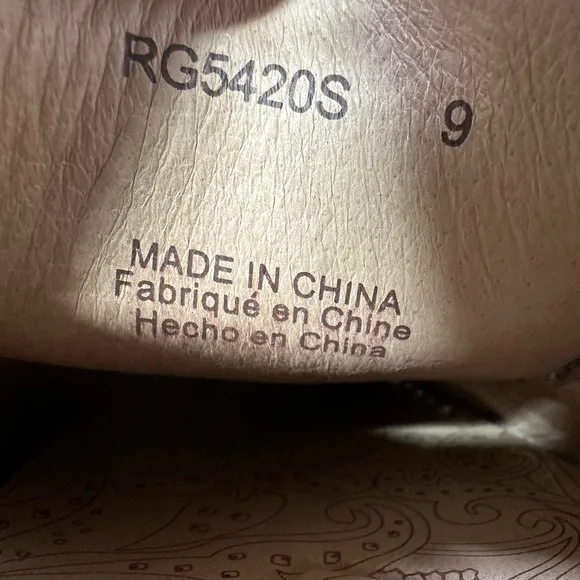 RG5420S 9
MADE IN CHINA
Fabriqué en Chine
Hecho en China